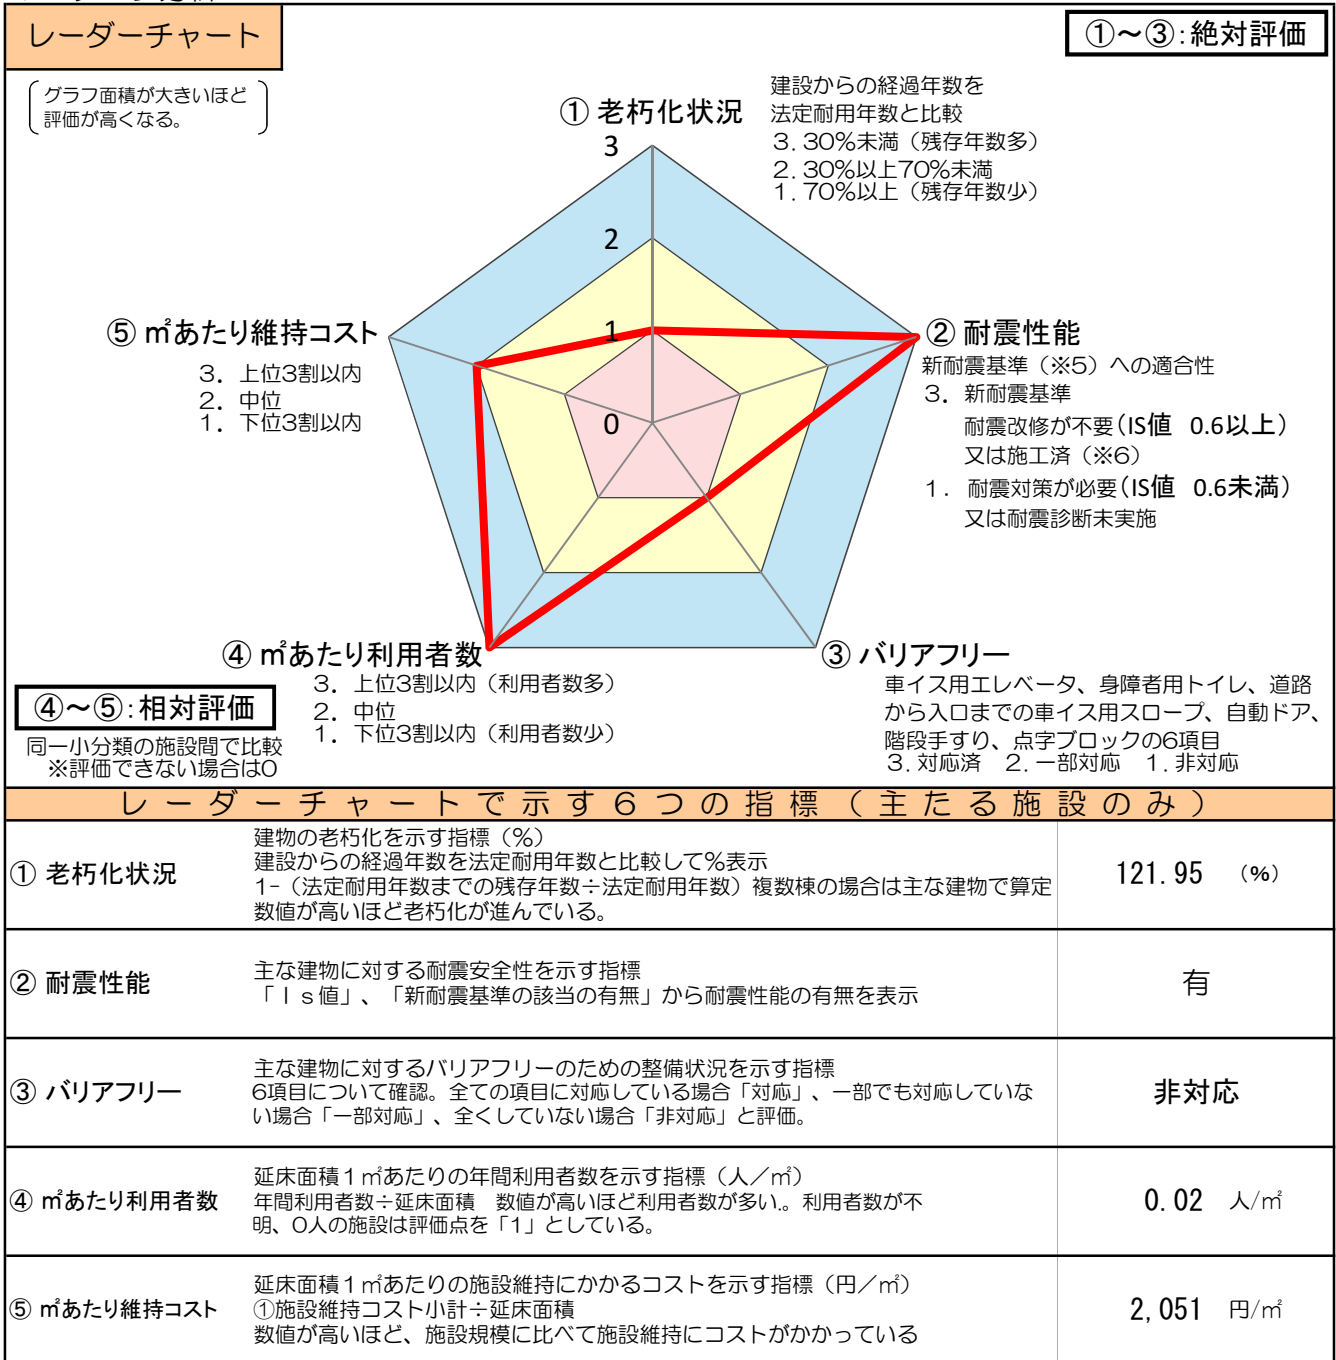 レーダーチャート
①～③:絶対評価
グラフ面積が大きいほど
評価が高くなる。
① 老朽化状況
建設からの経過年数を
法定耐用年数と比較
3. 30%未満（残存年数多）
2. 30%以上70%未満
1. 70%以上（残存年数少）
3
2
1
0
② 耐震性能
新耐震基準（※5）への適合性
3. 新耐震基準
耐震改修が不要(IS値 0.6以上)
又は施工済（※6）
1. 耐震対策が必要(IS値 0.6未満)
又は耐震診断未実施
⑤ ㎡あたり維持コスト
3. 上位3割以内
2. 中位
1. 下位3割以内
④ ㎡あたり利用者数
3. 上位3割以内（利用者数多）
2. 中位
1. 下位3割以内（利用者数少）
③ バリアフリー
車イス用エレベータ、身障者用トイレ、道路
から入口までの車イス用スロープ、自動ドア、
階段手すり、点字ブロックの6項目
3. 対応済 2. 一部対応 1. 非対応
④～⑤:相対評価
同一小分類の施設間で比較
※評価できない場合は0
レーダーチャートで示す６つの指標（主たる施設のみ）
① 老朽化状況
建物の老朽化を示す指標（%）
建設からの経過年数を法定耐用年数と比較して%表示
1-（法定耐用年数までの残存年数÷法定耐用年数）複数棟の場合は主な建物で算定
数値が高いほど老朽化が進んでいる。
121.95 （%）
② 耐震性能
主な建物に対する耐震安全性を示す指標
「Ｉｓ値」、「新耐震基準の該当の有無」から耐震性能の有無を表示
有
③ バリアフリー
主な建物に対するバリアフリーのための整備状況を示す指標
6項目について確認。全ての項目に対応している場合「対応」、一部でも対応していな
い場合「一部対応」、全くしていない場合「非対応」と評価。
非対応
④ ㎡あたり利用者数
延床面積１㎡あたりの年間利用者数を示す指標（人／㎡）
年間利用者数÷延床面積 数値が高いほど利用者数が多い。利用者数が不
明、0人の施設は評価点を「1」としている。
0.02 人/㎡
⑤ ㎡あたり維持コスト
延床面積１㎡あたりの施設維持にかかるコストを示す指標（円／㎡）
①施設維持コスト小計÷延床面積
数値が高いほど、施設規模に比べて施設維持にコストがかかっている
2,051 円/㎡